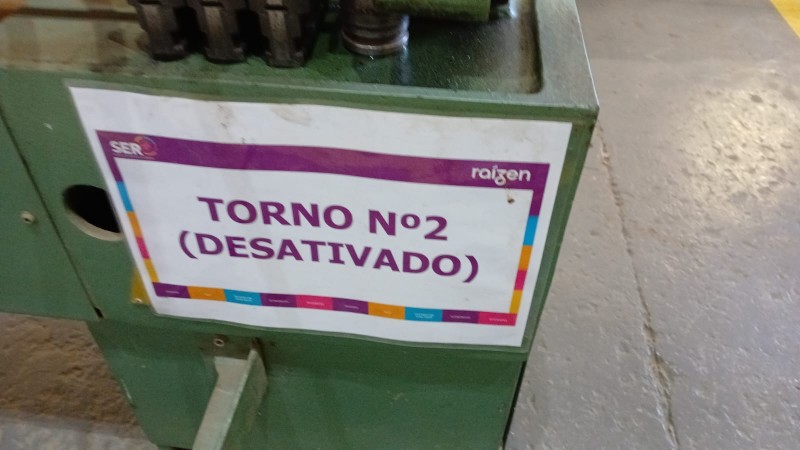 SER
raízen
TORNO Nº2
(DESATIVADO)